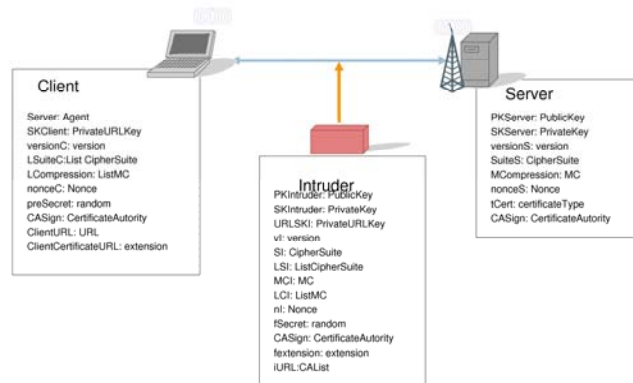 Client
Server: Agent
SKClient: PrivateURLKey
versionC: version
LSuiteC:List CipherSuite
LCompression: ListMC
nonceC: Nonce
preSecret: random
CASign: CertificateAutority
ClientURL: URL
ClientCertificateURL: extension
Intruder
PKIntruder: PublicKey
SKIntruder: PrivateKey
URLSKI: PrivateURLKey
vI: version
SI: CipherSuite
LSI: ListCipherSuite
MCI: MC
LCI: ListMC
nI: Nonce
fSecret: random
CASign: CertificateAutority
fextension: extension
iURL:CAList
Server
PKServer: PublicKey
SKServer: PrivateKey
versionS: version
SuiteS: CipherSuite
MCompression: MC
nonceS: Nonce
tCert: certificateType
CASign: CertificateAutority